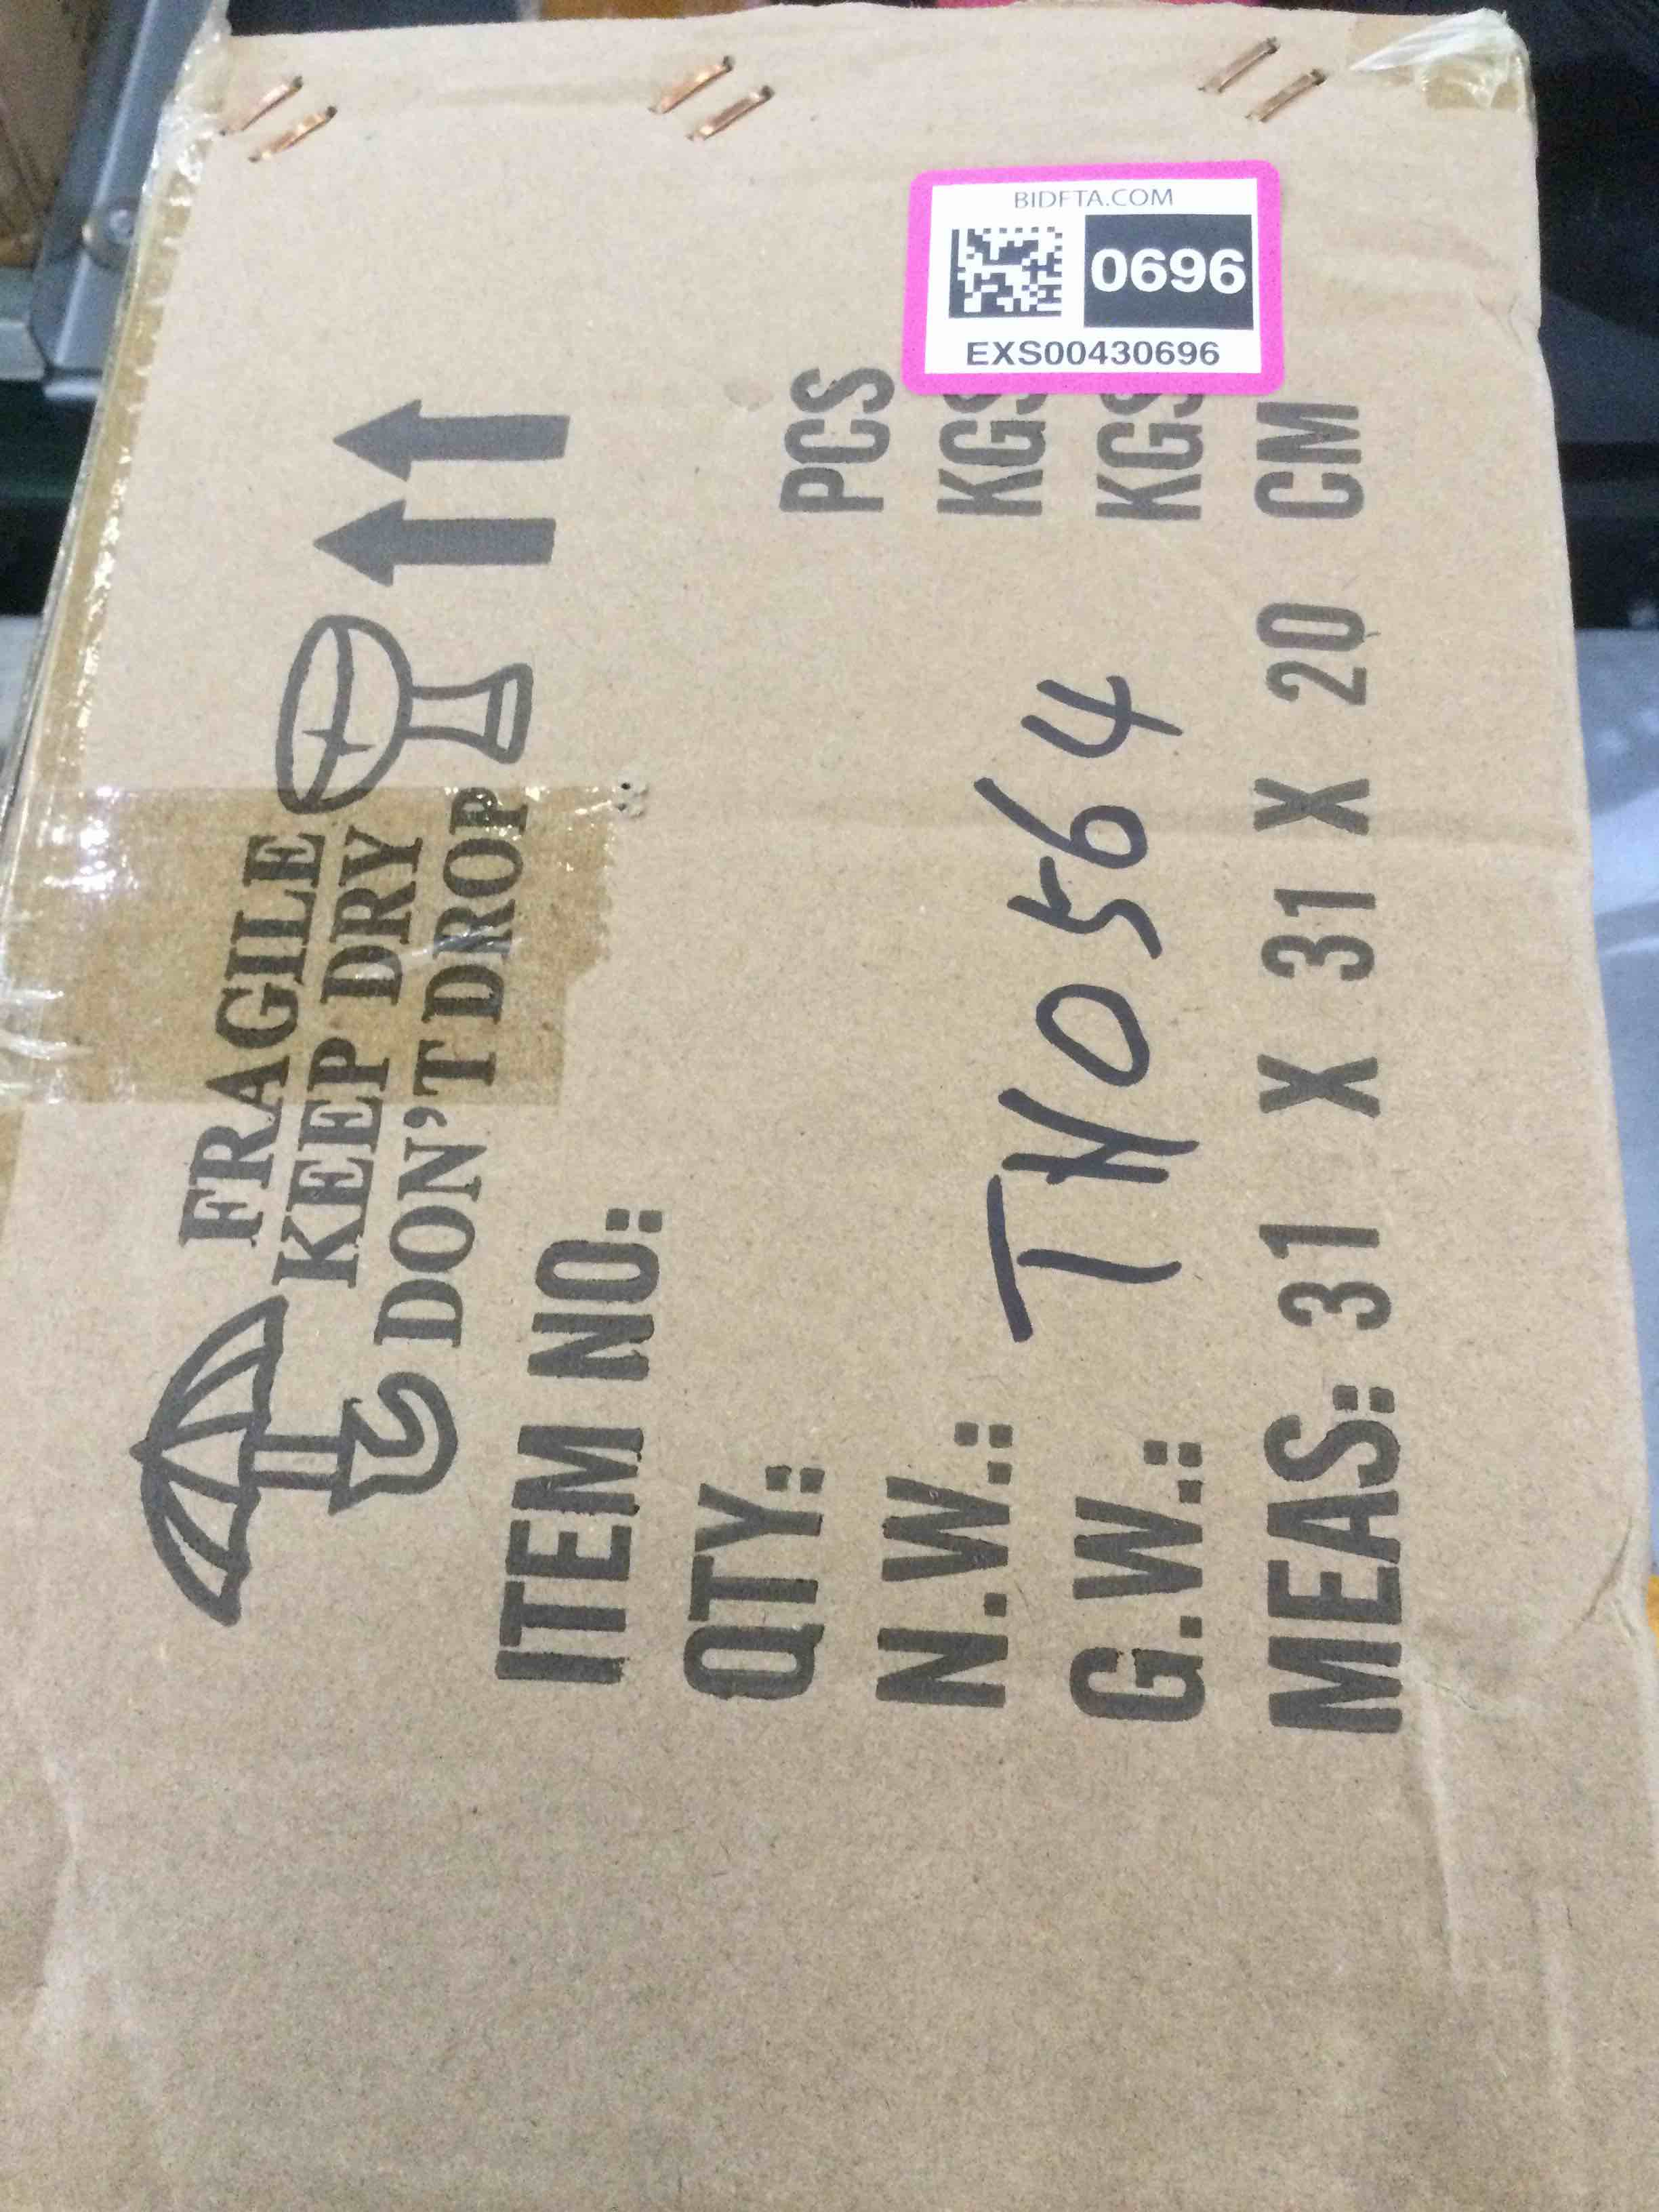 BIDFTA.COM
0696
EXS00430696
FRAGILE
KEEP DRY
DON'T DROP
ITEM NO:
QTY: PCS
N.W.: KGS
TH0564
G.W.: KGS
MEAS: 31 X 31 X 20 CM